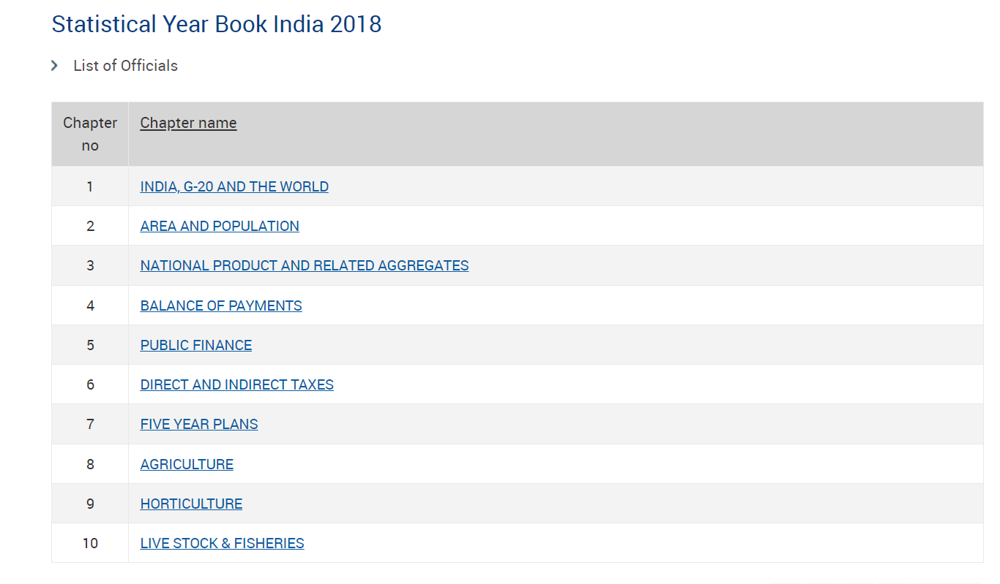 Statistical Year Book India 2018
List of Officials
Chapter no
Chapter name
1 INDIA, G-20 AND THE WORLD
2 AREA AND POPULATION
3 NATIONAL PRODUCT AND RELATED AGGREGATES
4 BALANCE OF PAYMENTS
5 PUBLIC FINANCE
6 DIRECT AND INDIRECT TAXES
7 FIVE YEAR PLANS
8 AGRICULTURE
9 HORTICULTURE
10 LIVE STOCK & FISHERIES